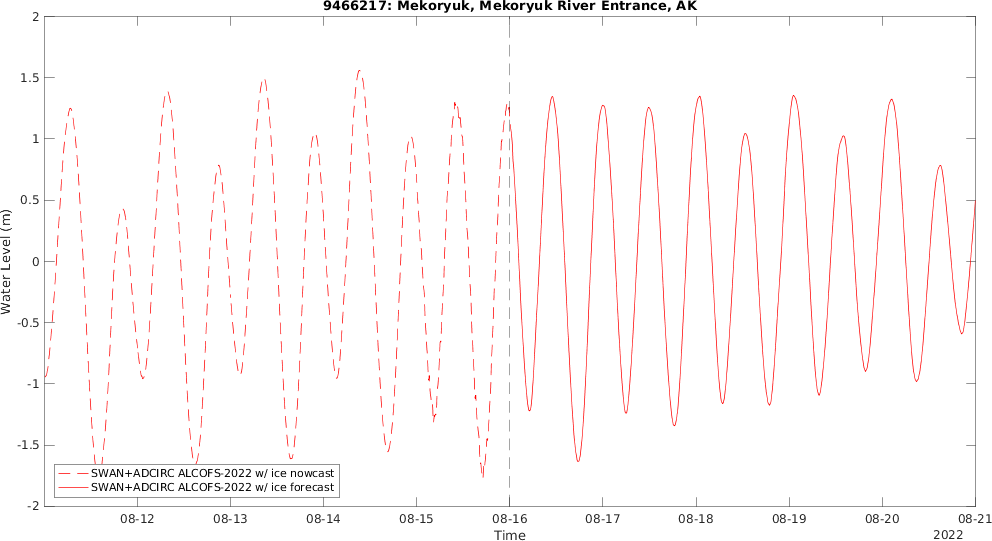 9466217: Mekoryuk, Mekoryuk River Entrance, AK
2
1.5
1
0.5
0
-0.5
-1
-1.5
-2
Water Level (m)
SWAN+ADCIRC ALCOFS-2022 w/ ice nowcast
SWAN+ADCIRC ALCOFS-2022 w/ ice forecast
08-12 08-13 08-14 08-15 08-16 08-17 08-18 08-19 08-20 08-21
Time
2022